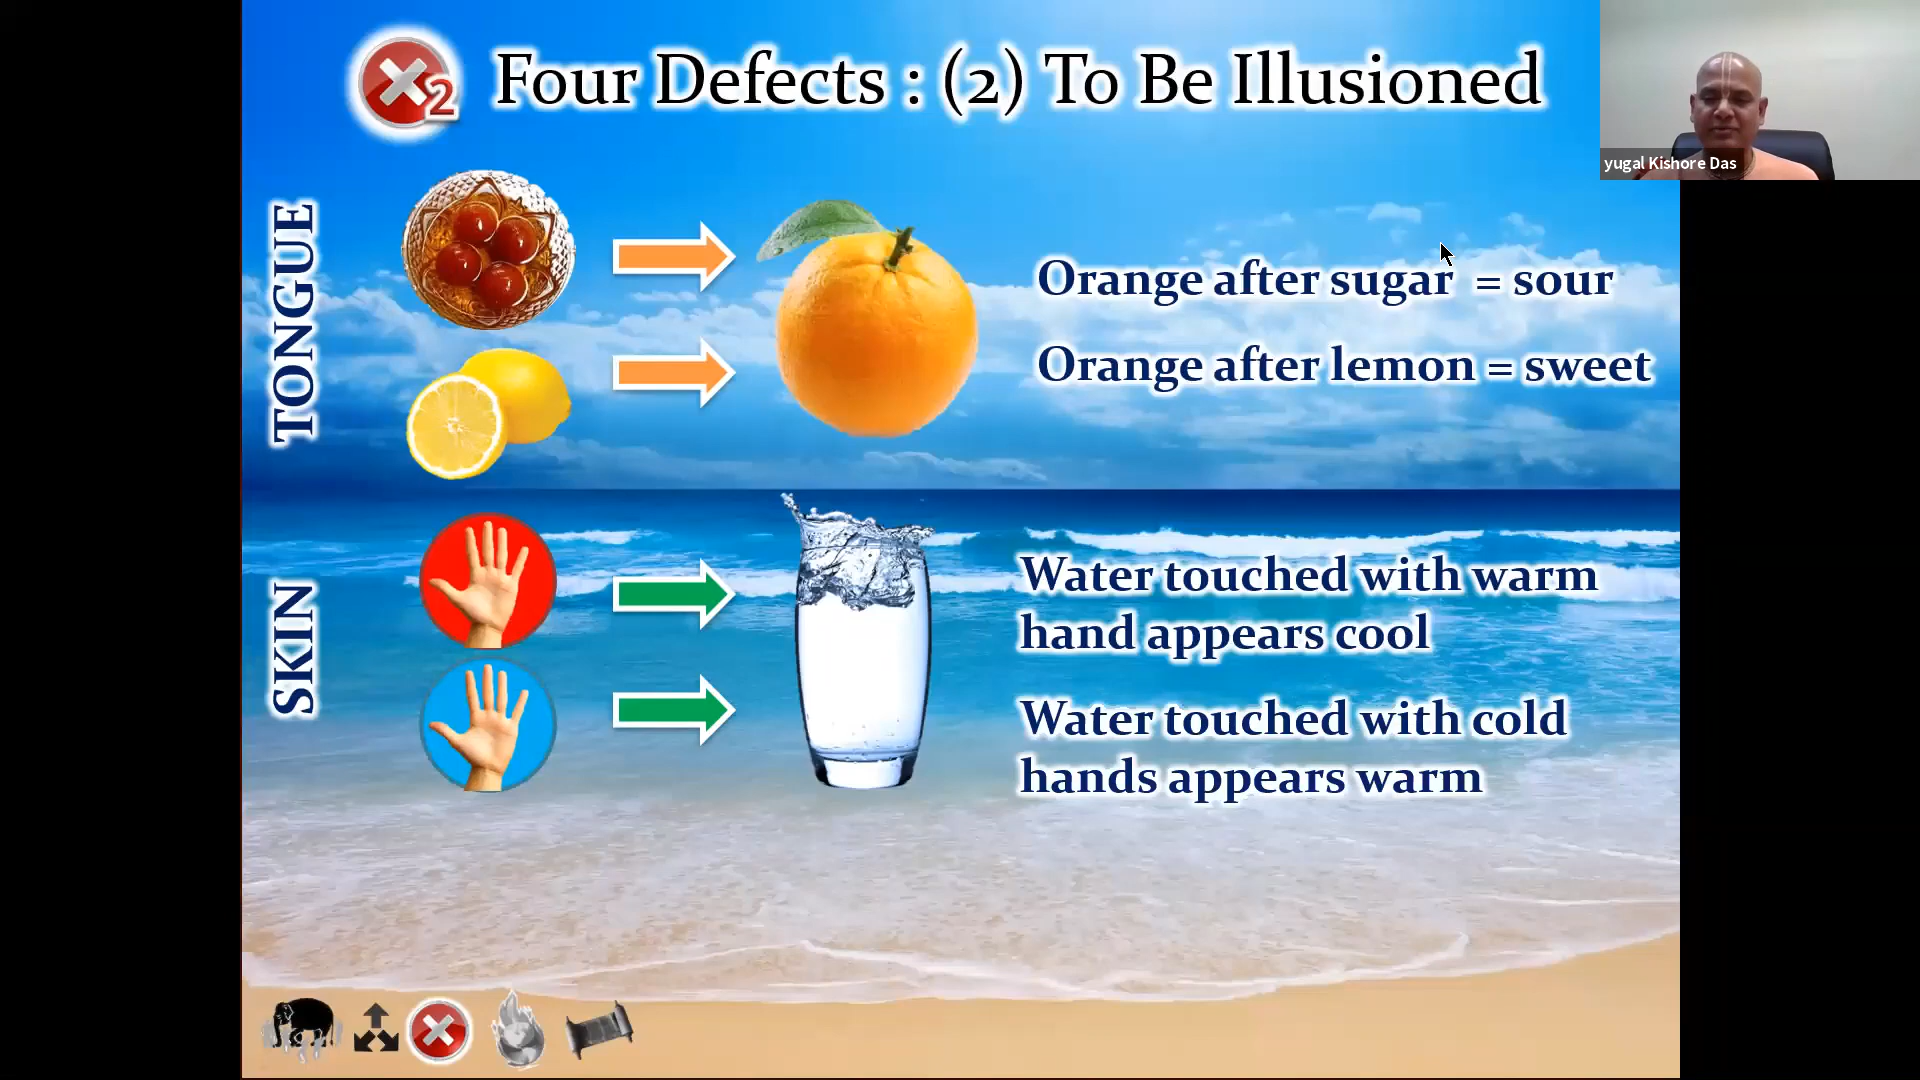 2
Four Defects : (2) To Be Illusioned
yugal Kishore Das
TONGUE
Orange after sugar = sour
Orange after lemon = sweet
SKIN
Water touched with warm
hand appears cool
Water touched with cold
hands appears warm